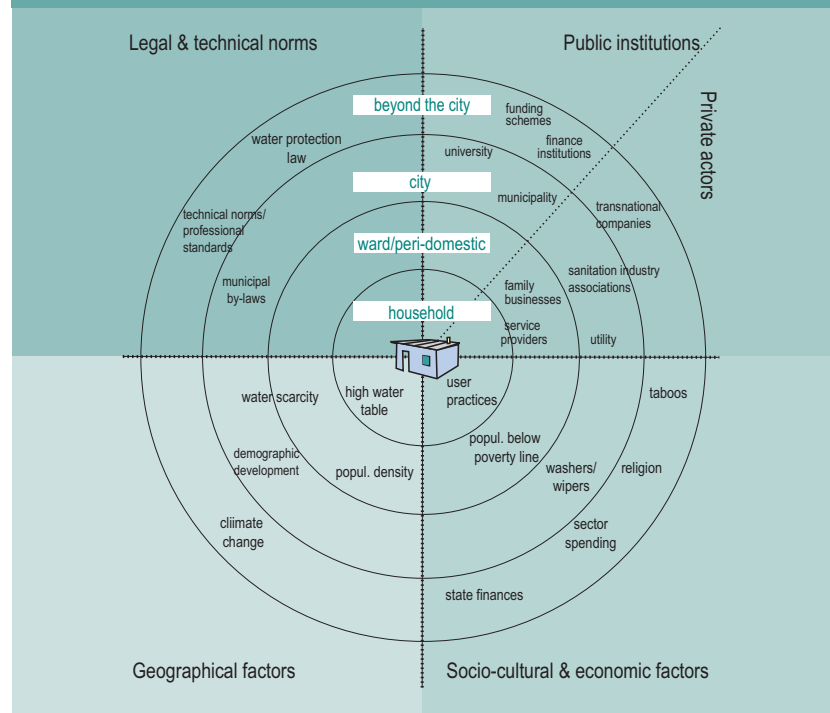 Legal & technical norms
Public institutions
Private actors
beyond the city
funding
schemes
finance
institutions
water protection
law
university
city
municipality
transnational
companies
technical norms/
professional
standards
ward/peri-domestic
sanitation industry
associations
municipal
by-laws
family
businesses
household
service
providers
utility
high water
table
user
practices
water scarcity
taboos
popul. below
poverty line
demographic
development
popul. density
washers/
wipers
religion
cliimate
change
sector
spending
state finances
Geographical factors
Socio-cultural & economic factors